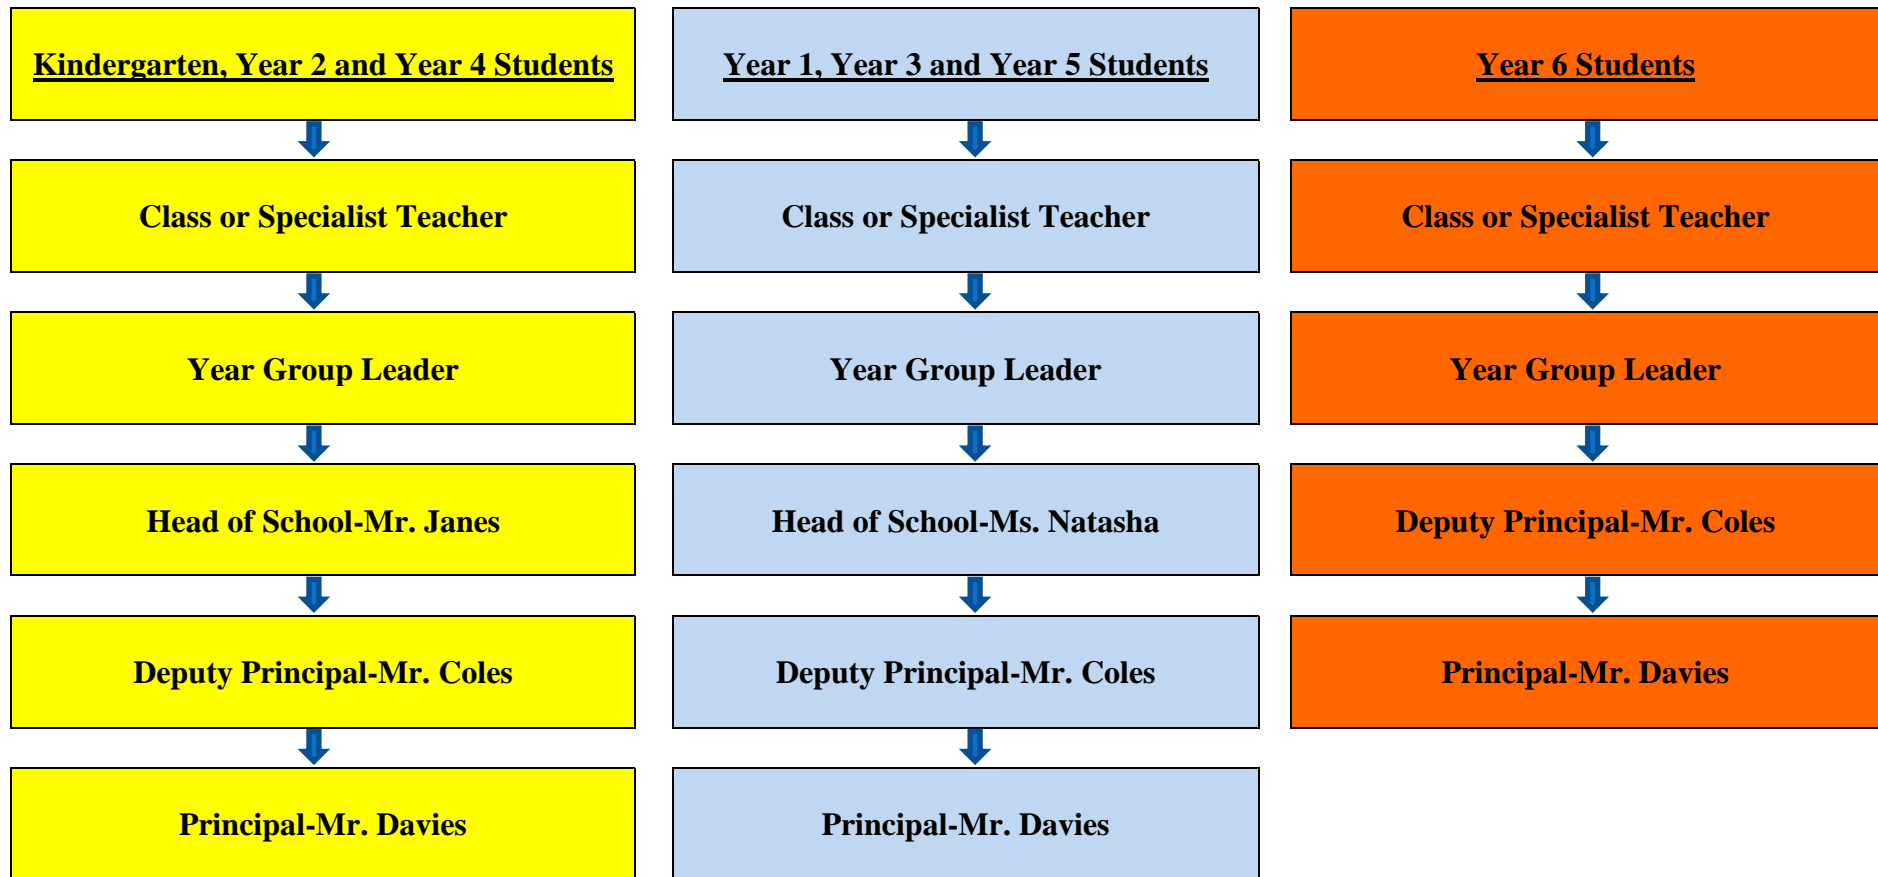 Kindergarten, Year 2 and Year 4 Students
Class or Specialist Teacher
Year Group Leader
Head of School-Mr. Janes
Deputy Principal-Mr. Coles
Principal-Mr. Davies
Year 1, Year 3 and Year 5 Students
Class or Specialist Teacher
Year Group Leader
Head of School-Ms. Natasha
Deputy Principal-Mr. Coles
Principal-Mr. Davies
Year 6 Students
Class or Specialist Teacher
Year Group Leader
Deputy Principal-Mr. Coles
Principal-Mr. Davies